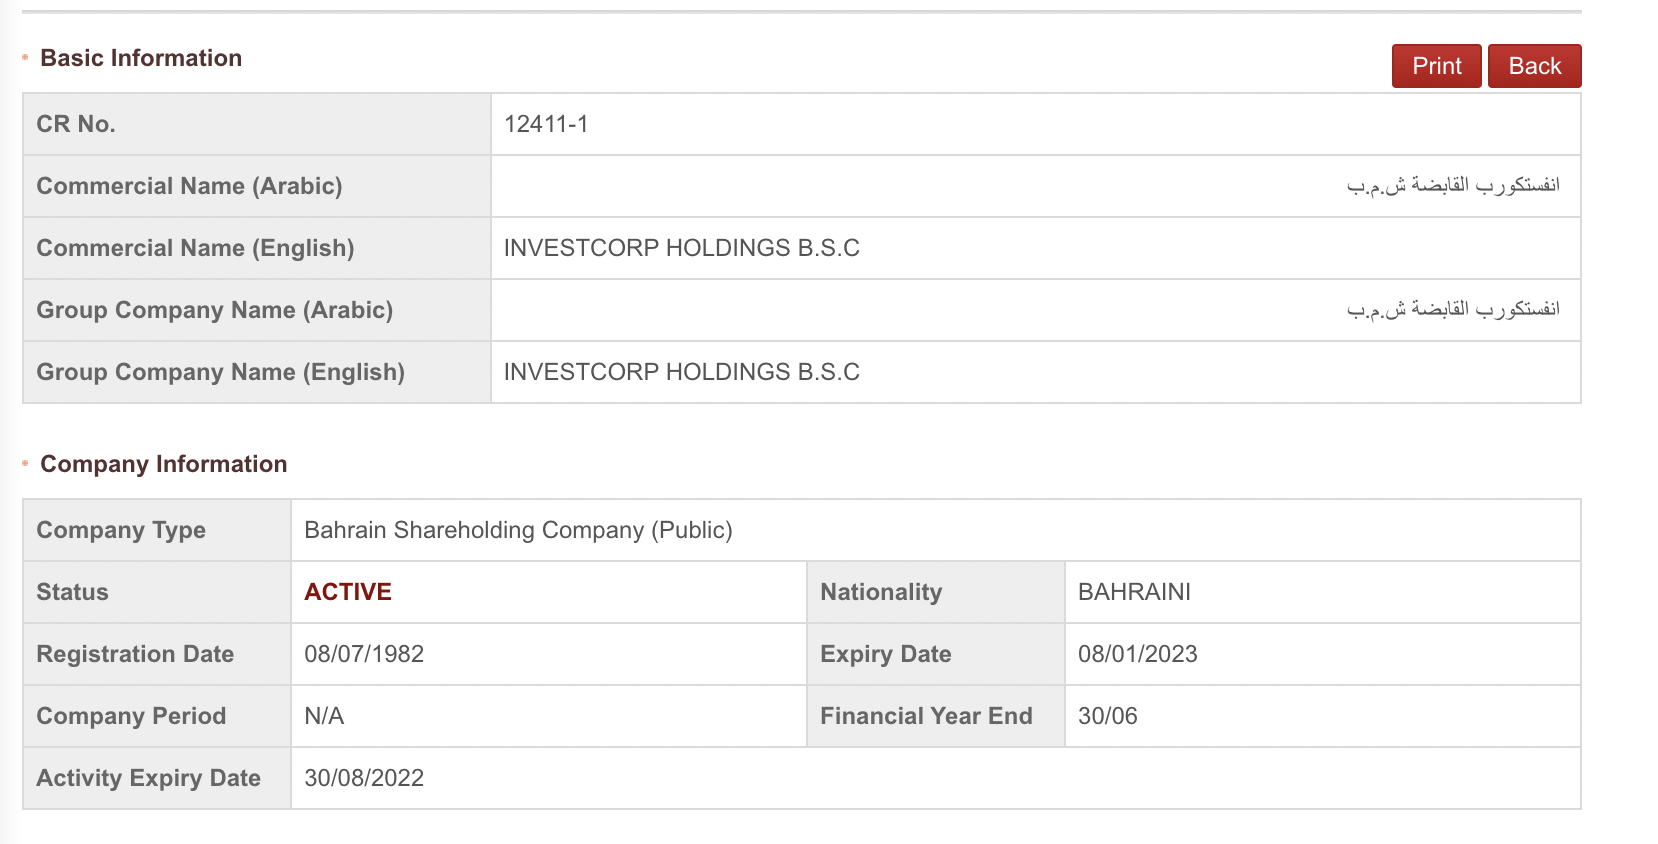 Basic Information
Print Back
CR No. 12411-1
Commercial Name (Arabic) انفستكورب القابضة ش.م.ب
Commercial Name (English) INVESTCORP HOLDINGS B.S.C
Group Company Name (Arabic) انفستكورب القابضة ش.م.ب
Group Company Name (English) INVESTCORP HOLDINGS B.S.C
Company Information
Company Type Bahrain Shareholding Company (Public)
Status ACTIVE Nationality BAHRAINI
Registration Date 08/07/1982 Expiry Date 08/01/2023
Company Period N/A Financial Year End 30/06
Activity Expiry Date 30/08/2022